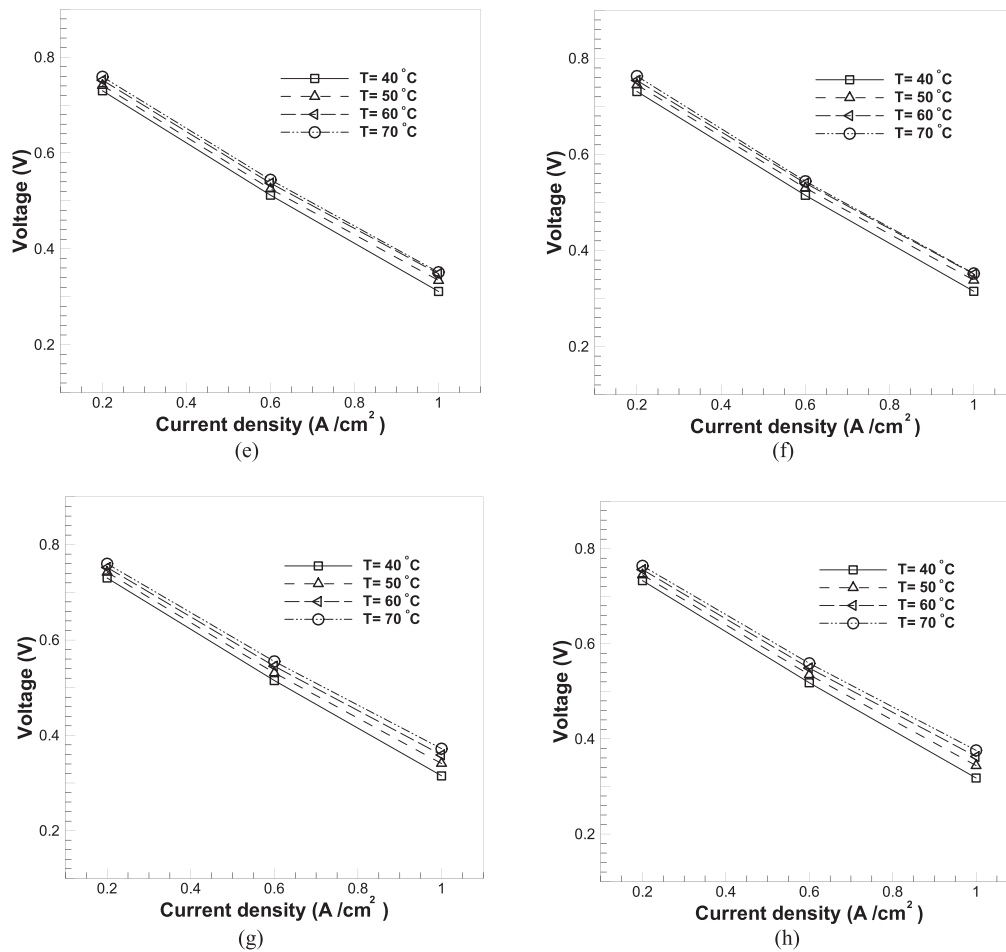 0.8
0.6
0.4
0.2
Voltage (V)
T= 40 °C
T= 50 °C
T= 60 °C
T= 70 °C
0.2 0.4 0.6 0.8 1
Current density (A /cm²)
(e)
0.8
0.6
0.4
0.2
Voltage (V)
T= 40 °C
T= 50 °C
T= 60 °C
T= 70 °C
0.2 0.4 0.6 0.8 1
Current density (A /cm²)
(f)
0.8
0.6
0.4
0.2
Voltage (V)
T= 40 °C
T= 50 °C
T= 60 °C
T= 70 °C
0.2 0.4 0.6 0.8 1
Current density (A /cm²)
(g)
0.8
0.6
0.4
0.2
Voltage (V)
T= 40 °C
T= 50 °C
T= 60 °C
T= 70 °C
0.2 0.4 0.6 0.8 1
Current density (A /cm²)
(h)